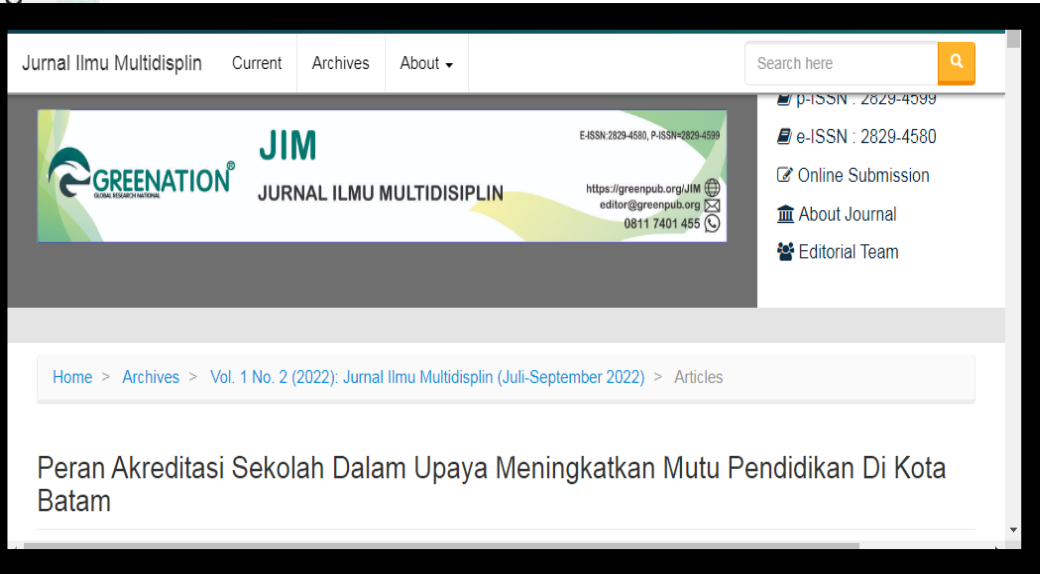 Jurnal Ilmu Multidisplin Current Archives About
Search here
p-ISSN : 2829-4599
e-ISSN : 2829-4580
Online Submission
About Journal
Editorial Team
GREENATION®
GLOBAL RESEARCH NATIONAL
JIM
JURNAL ILMU MULTIDISIPLIN
E-ISSN:2829-4580, P-ISSN=2829-4599
https://greenpub.org/JIM
editor@greenpub.org
0811 7401 455
Home > Archives > Vol. 1 No. 2 (2022): Jurnal Ilmu Multidisplin (Juli-September 2022) > Articles
Peran Akreditasi Sekolah Dalam Upaya Meningkatkan Mutu Pendidikan Di Kota
Batam